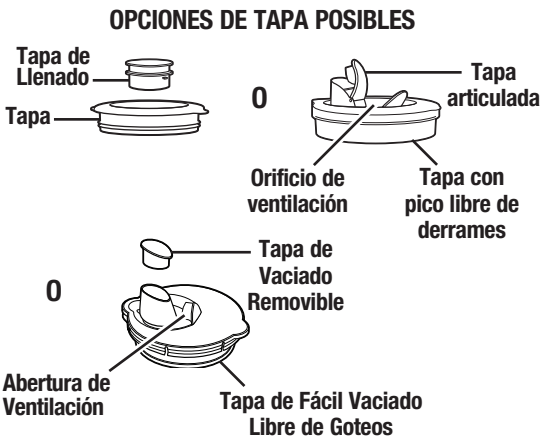 OPCIONES DE TAPA POSIBLES
Tapa de
Llenado
Tapa
O
Tapa
articulada
Orificio de
ventilación
Tapa con
pico libre de
derrames
O
Tapa de
Vaciado
Removible
Abertura de
Ventilación
Tapa de Fácil Vaciado
Libre de Goteos